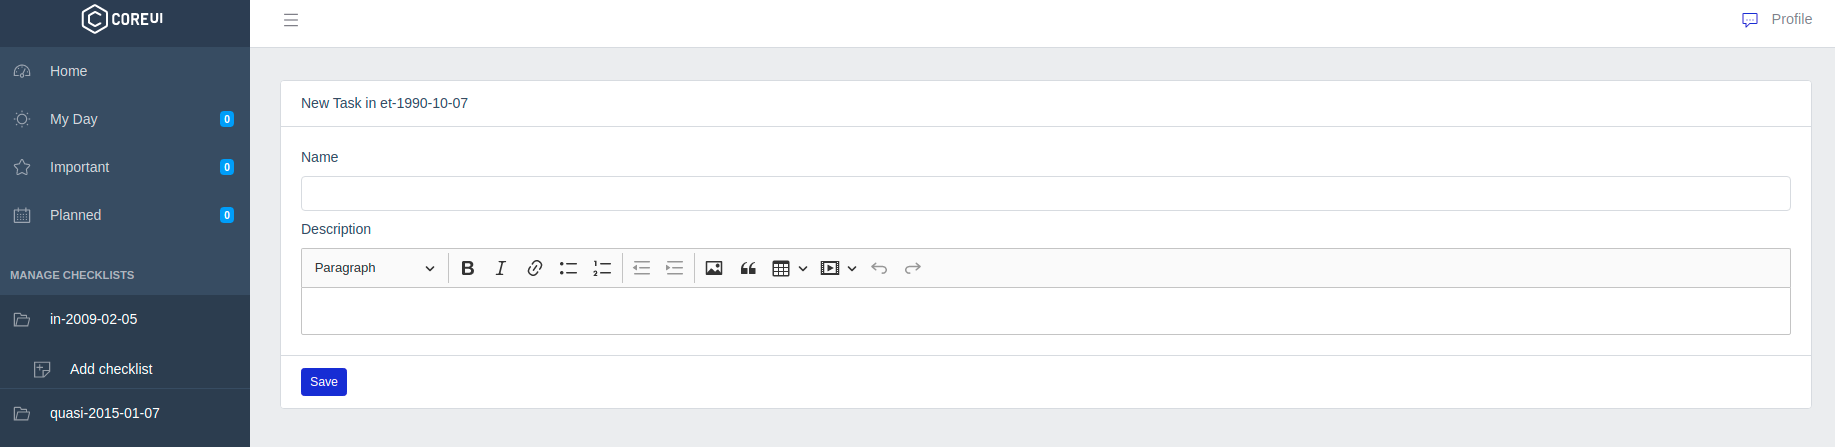 COREUI
Profile
Home
My Day 0
Important 0
Planned 0
MANAGE CHECKLISTS
in-2009-02-05
Add checklist
quasi-2015-01-07
New Task in et-1990-10-07
Name
Description
Paragraph
Save